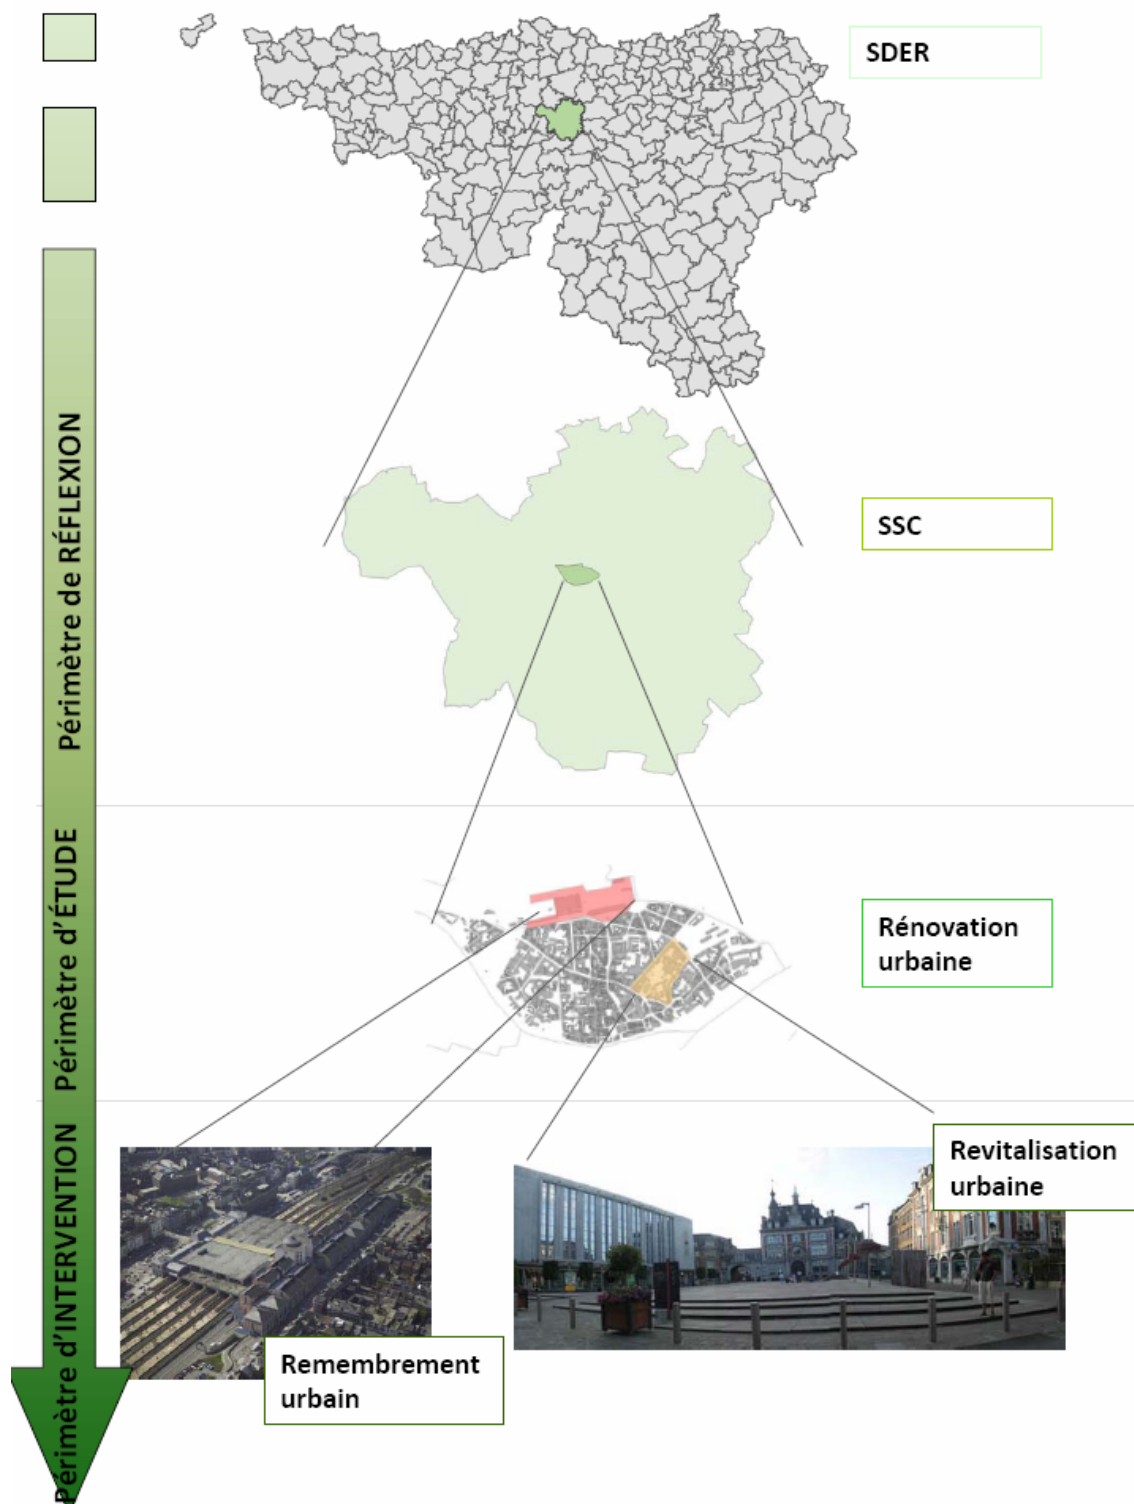 SDER
Périmètre de RÉFLEXION
SSC
Périmètre d'ÉTUDE
Rénovation
urbaine
Périmètre d'INTERVENTION
Revitalisation
urbaine
Remembrement
urbain